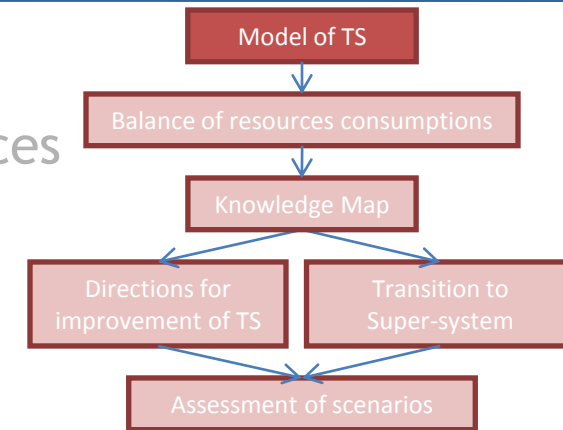 Model of TS
Balance of resources consumptions
Knowledge Map
Directions for
improvement of TS
Transition to
Super-system
Assessment of scenarios